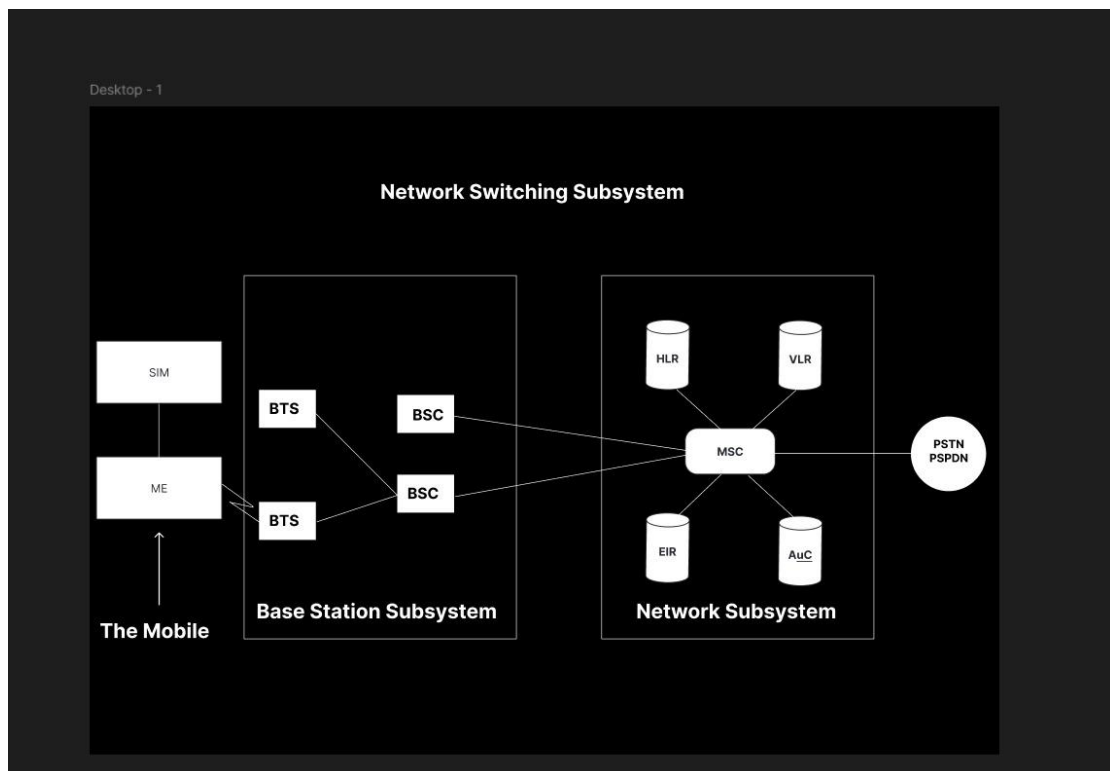 Desktop - 1
Network Switching Subsystem
HLR
VLR
SIM
BTS
BSC
MSC
PSTN
PSPDN
ME
BSC
BTS
EIR
AuC
Base Station Subsystem
Network Subsystem
The Mobile